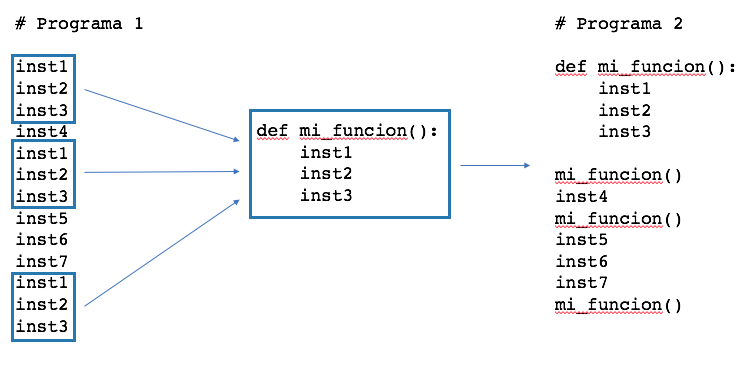 # Programa 1
inst1
inst2
inst3
inst4
inst1
inst2
inst3
inst5
inst6
inst7
inst1
inst2
inst3
def mi_funcion():
inst1
inst2
inst3
# Programa 2
def mi_funcion():
inst1
inst2
inst3
mi_funcion()
inst4
mi_funcion()
inst5
inst6
inst7
mi_funcion()